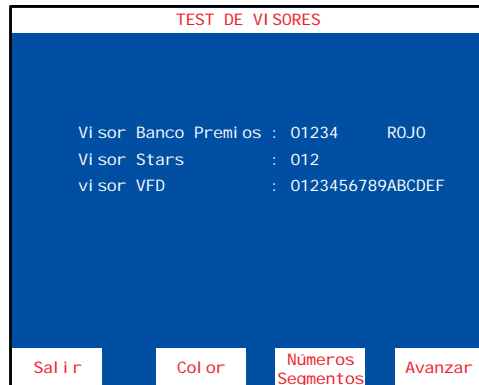 TEST DE VISORES
Visor Banco Premios : 01234 ROJO
Visor Stars : 012
visor VFD : 0123456789ABCDEF
Salir
Color
Números
Segmentos
Avanzar